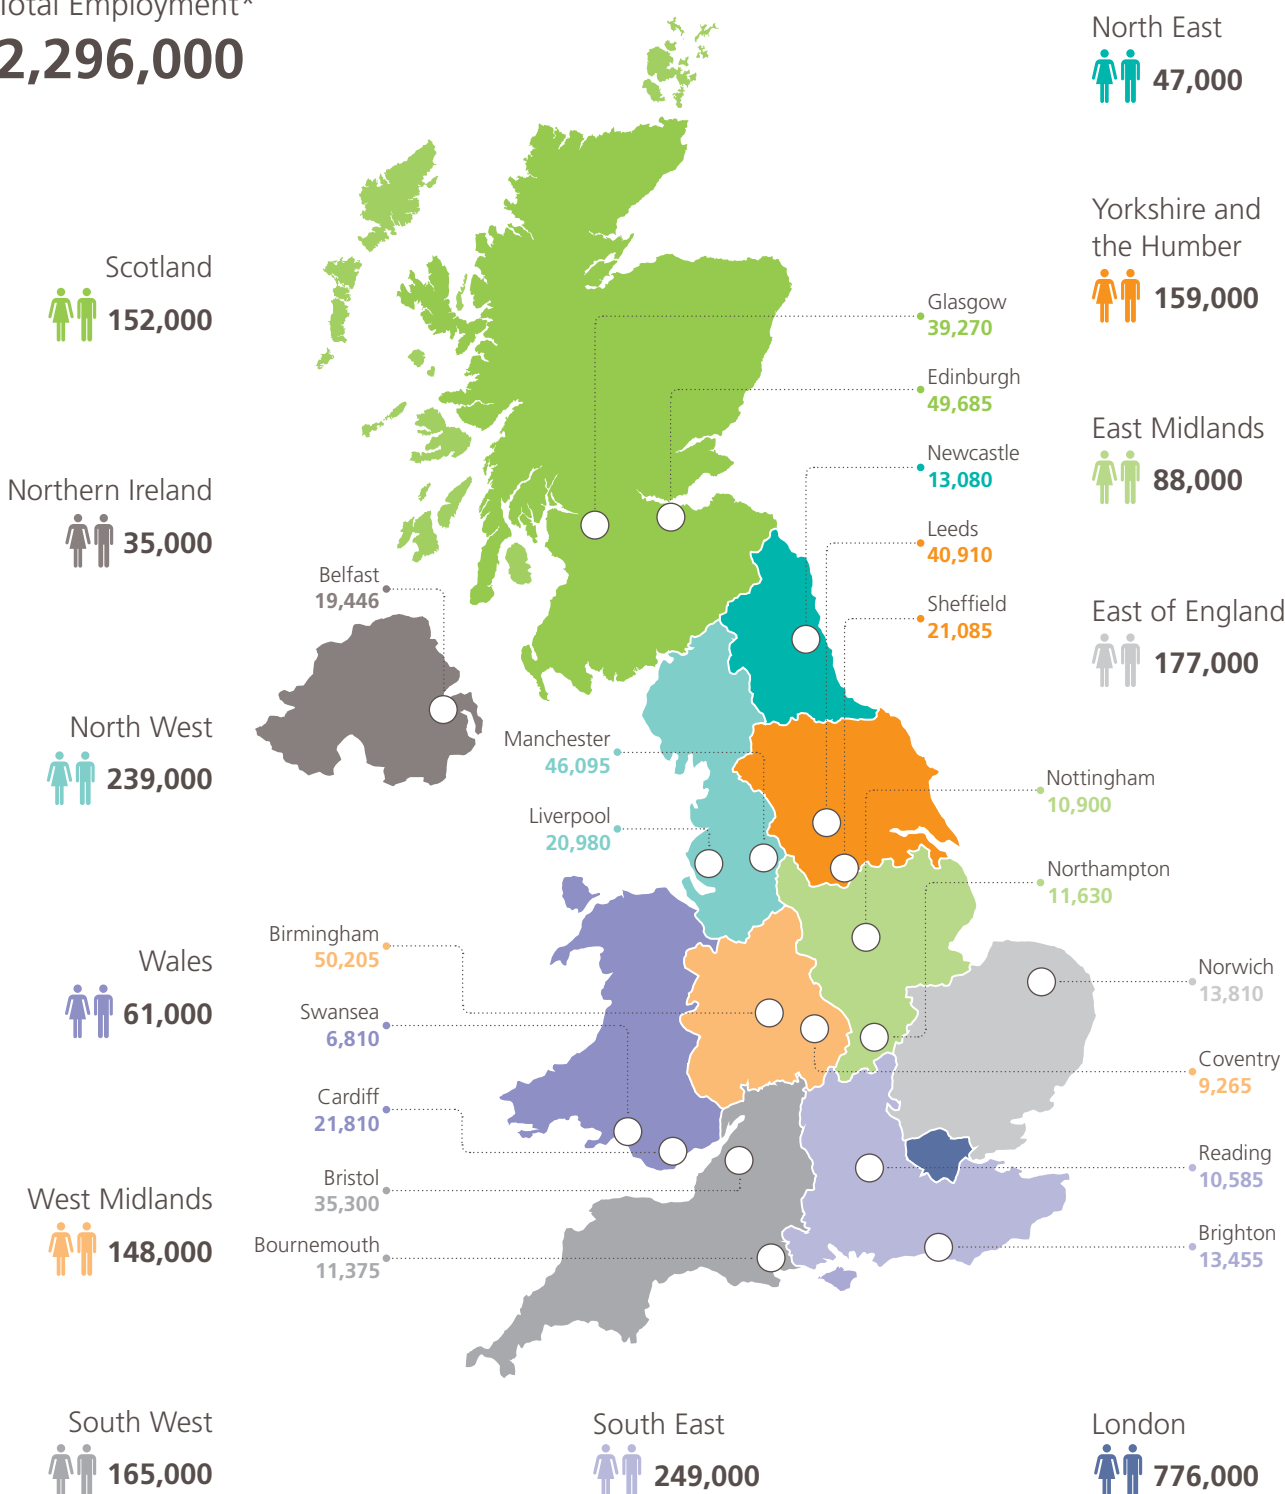 Total Employment*
2,296,000
North East
47,000
Yorkshire and
the Humber
159,000
Scotland
152,000
Glasgow
39,270
Edinburgh
49,685
East Midlands
88,000
Newcastle
13,080
Northern Ireland
35,000
Leeds
40,910
Belfast
19,446
Sheffield
21,085
East of England
177,000
North West
239,000
Manchester
46,095
Nottingham
10,900
Liverpool
20,980
Northampton
11,630
Birmingham
50,205
Wales
61,000
Norwich
13,810
Swansea
6,810
Coventry
9,265
Cardiff
21,810
Reading
10,585
Bristol
35,300
West Midlands
148,000
Bournemouth
11,375
Brighton
13,455
South West
165,000
South East
249,000
London
776,000